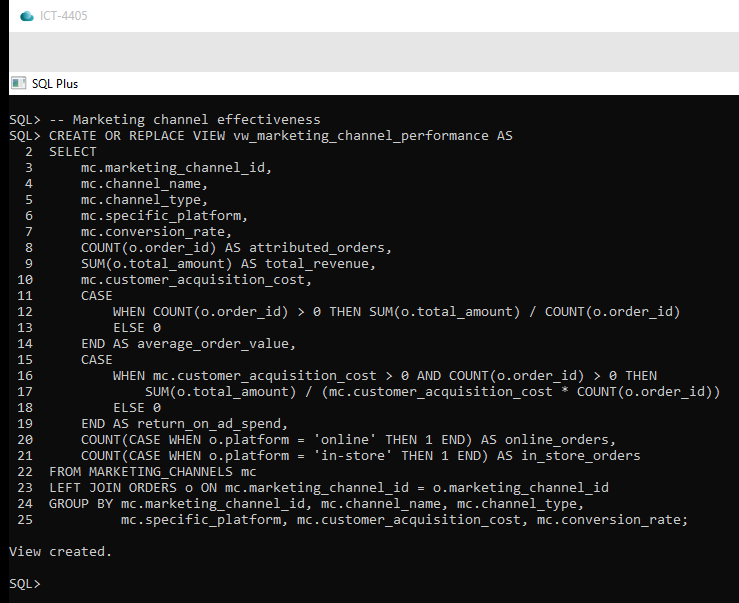 ICT-4405
SQL Plus
SQL> -- Marketing channel effectiveness
SQL> CREATE OR REPLACE VIEW vw_marketing_channel_performance AS
  2  SELECT
  3      mc.marketing_channel_id,
  4      mc.channel_name,
  5      mc.channel_type,
  6      mc.specific_platform,
  7      mc.conversion_rate,
  8      COUNT(o.order_id) AS attributed_orders,
  9      SUM(o.total_amount) AS total_revenue,
 10      mc.customer_acquisition_cost,
 11      CASE
 12          WHEN COUNT(o.order_id) > 0 THEN SUM(o.total_amount) / COUNT(o.order_id)
 13          ELSE 0
 14      END AS average_order_value,
 15      CASE
 16          WHEN mc.customer_acquisition_cost > 0 AND COUNT(o.order_id) > 0 THEN
 17              SUM(o.total_amount) / (mc.customer_acquisition_cost * COUNT(o.order_id))
 18          ELSE 0
 19      END AS return_on_ad_spend,
 20      COUNT(CASE WHEN o.platform = 'online' THEN 1 END) AS online_orders,
 21      COUNT(CASE WHEN o.platform = 'in-store' THEN 1 END) AS in_store_orders
 22  FROM MARKETING_CHANNELS mc
 23  LEFT JOIN ORDERS o ON mc.marketing_channel_id = o.marketing_channel_id
 24  GROUP BY mc.marketing_channel_id, mc.channel_name, mc.channel_type,
 25           mc.specific_platform, mc.customer_acquisition_cost, mc.conversion_rate;
View created.
SQL>